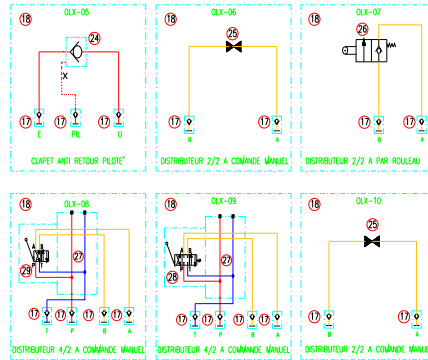 OLX-05
18
24
X
17
17
17
E
PIL
U
CLAPET ANTI RETOUR PILOTE'
OLX-06
18
25
17
17
B
A
DISTRIBUTEUR 2/2 A COMMANDE MANUEL
OLX-07
18
26
17
17
B
A
DISTRIBUTEUR 2/2 A PAR ROULEAU
OLX-08
18
A
B
P
T
27
29
17
17
17
17
T
P
B
A
DISTRIBUTEUR 4/2 A COMMANDE MANUEL
OLX-09
18
A
B
P
T
27
28
17
17
17
17
T
P
B
A
DISTRIBUTEUR 4/2 A COMMANDE MANUEL
OLX-10
18
25
17
17
B
A
DISTRIBUTEUR 2/2 A COMMANDE MANUEL